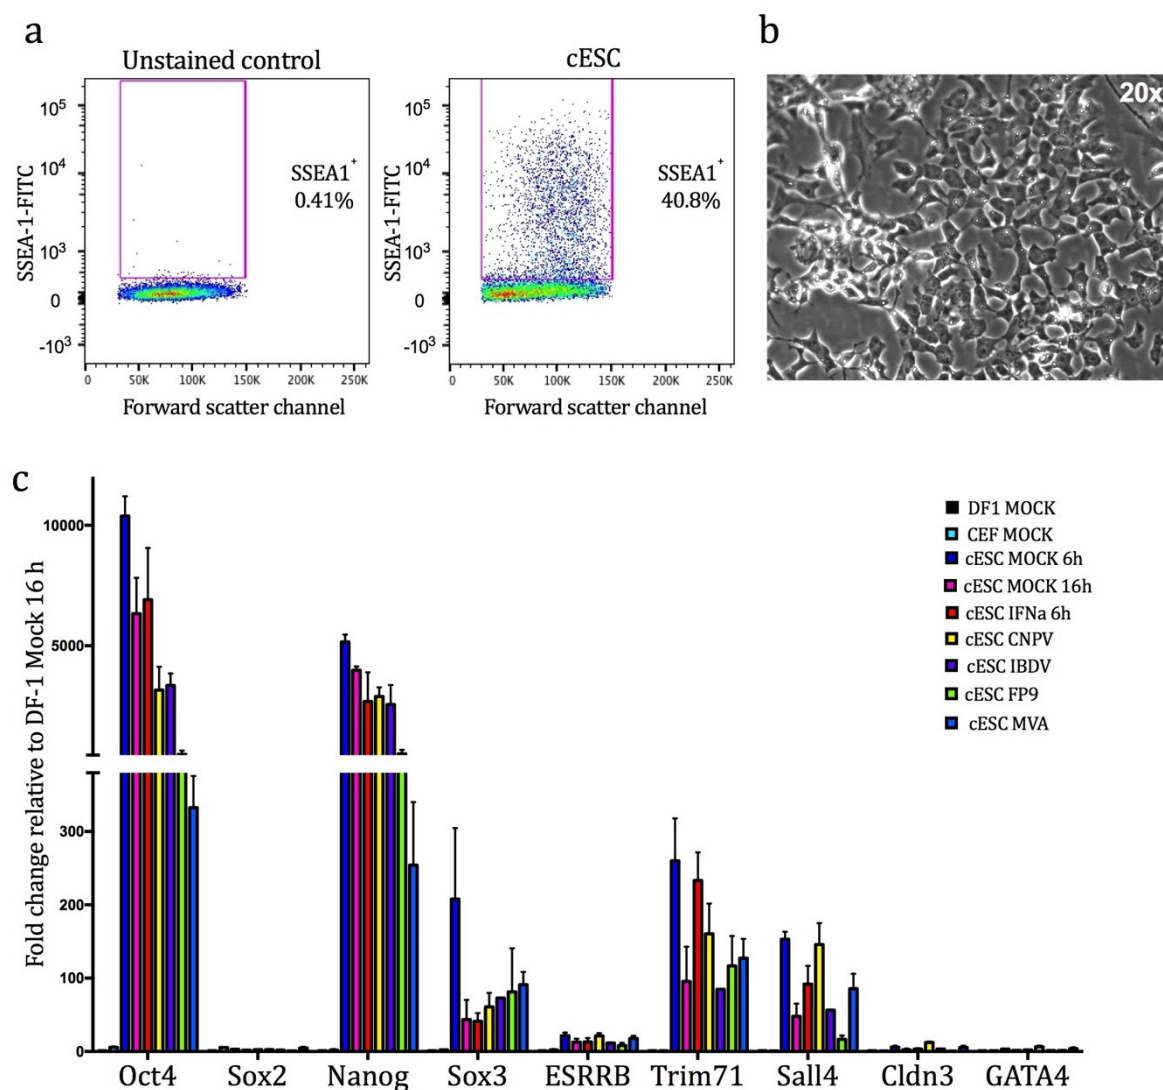 a
Unstained control
SSEA-1-FITC
10⁵
10⁴
10³
0
-10³
SSEA1⁺
0.41%
0
50K
100K
150K
200K
250K
Forward scatter channel
cESC
SSEA-1-FITC
10⁵
10⁴
10³
0
-10³
SSEA1⁺
40.8%
0
50K
100K
150K
200K
250K
Forward scatter channel
b
20x
c
Fold change relative to DF-1 Mock 16 h
10000
5000
300
200
100
0
Oct4
Sox2
Nanog
Sox3
ESRRB
Trim71
Sall4
Cldn3
GATA4
DF1 MOCK
CEF MOCK
cESC MOCK 6h
cESC MOCK 16h
cESC IFNa 6h
cESC CNPV
cESC IBDV
cESC FP9
cESC MVA